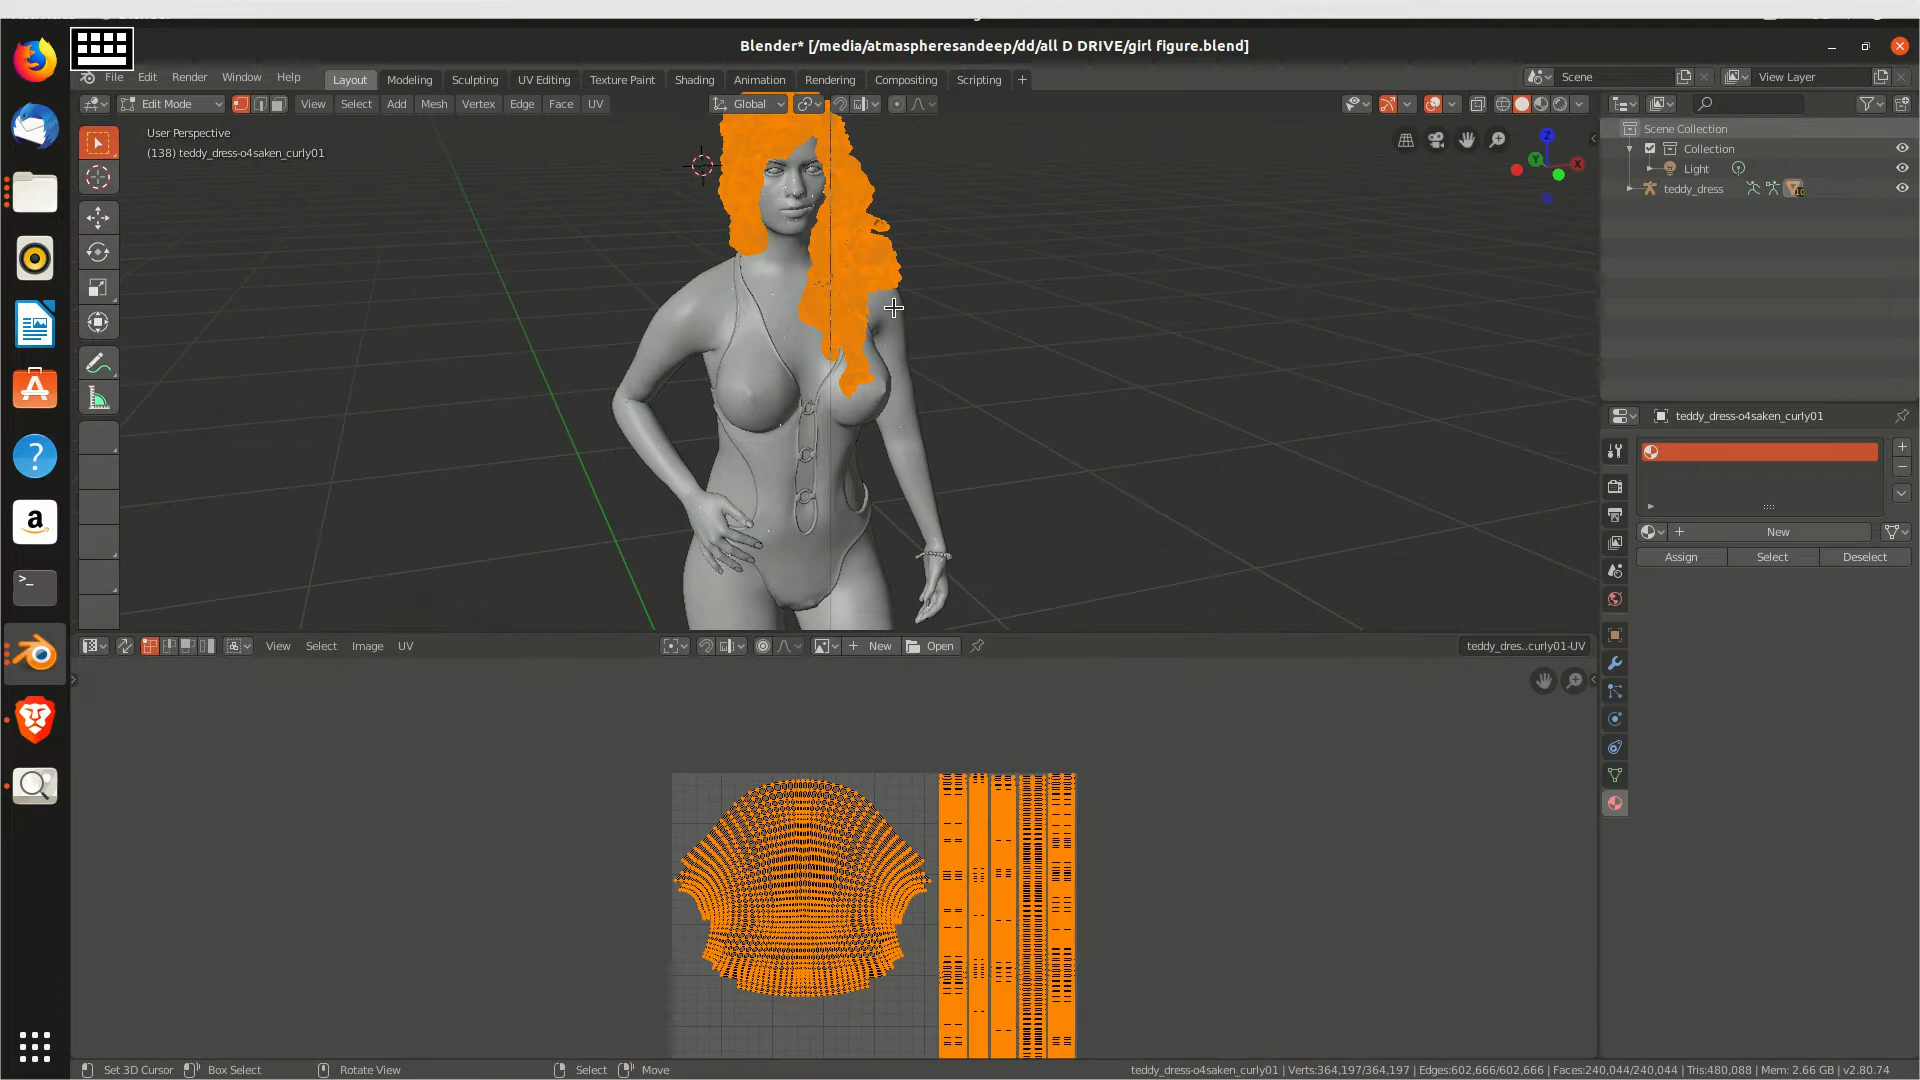 Blender* [/media/atmaspheresandeep/dd/all D DRIVE/girl figure.blend]
File Edit Render Window Help Layout Modeling Sculpting UV Editing Texture Paint Shading Animation Rendering Compositing Scripting + Scene View Layer
Edit Mode View Select Add Mesh Vertex Edge Face UV Global
User Perspective
(138) teddy_dress-o4saken_curly01
Z
Y
X
Scene Collection
Collection
Light
teddy_dress
10
teddy_dress-o4saken_curly01
New
Assign Select Deselect
View Select Image UV New Open teddy_dres..curly01-UV
Set 3D Cursor Box Select Rotate View Select Move teddy_dress-o4saken_curly01 | Verts:364,197/364,197 | Edges:602,666/602,666 | Faces:240,044/240,044 | Tris:480,088 | Mem: 2.66 GB | v2.80.74